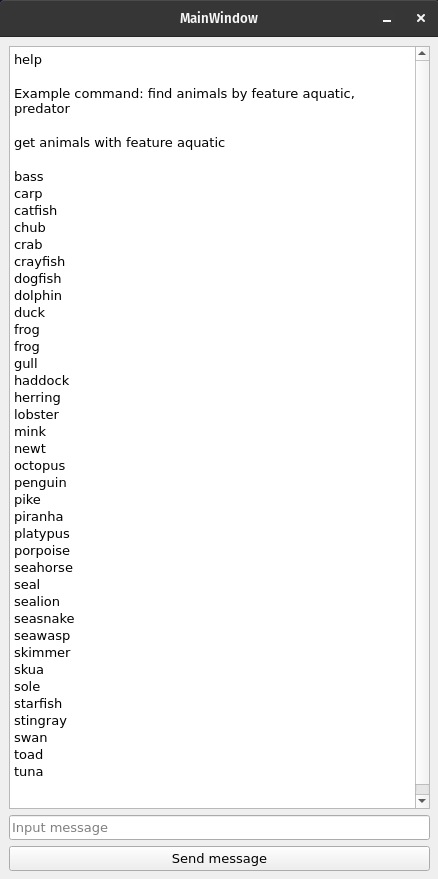 MainWindow
help
Example command: find animals by feature aquatic,
predator
get animals with feature aquatic
bass
carp
catfish
chub
crab
crayfish
dogfish
dolphin
duck
frog
frog
gull
haddock
herring
lobster
mink
newt
octopus
penguin
pike
piranha
platypus
porpoise
seahorse
seal
sealion
seasnake
seawasp
skimmer
skua
sole
starfish
stingray
swan
toad
tuna
Input message
Send message